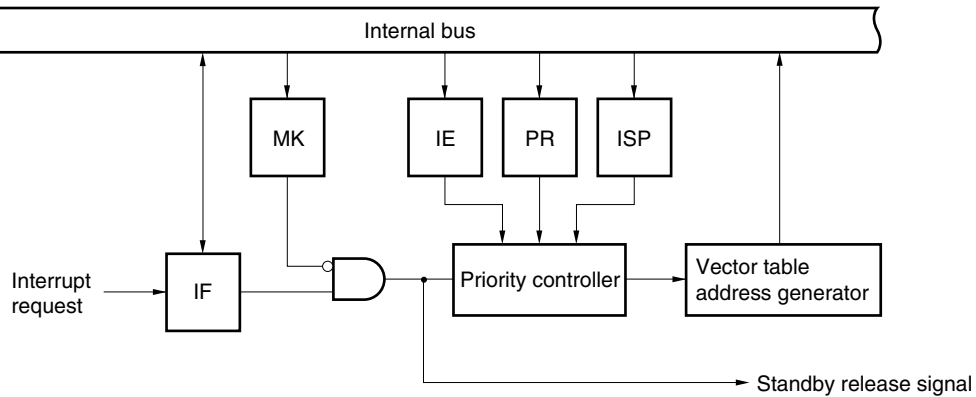 Internal bus
MK
IE
PR
ISP
Interrupt
request
IF
Priority controller
Vector table
address generator
Standby release signal